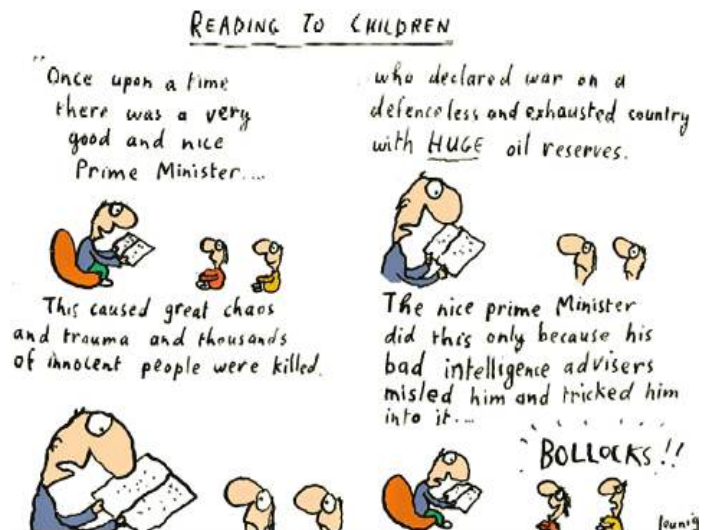 READING TO CHILDREN
"Once upon a time
there was a very
good and nice
Prime Minister....
who declared war on a
defenceless and exhausted country
with HUGE oil reserves.
This caused great chaos
and trauma and thousands
of innocent people were killed.
The nice prime Minister
did this only because his
bad intelligence advisers
misled him and tricked him
into it....
BOLLOCKS!!
leunig